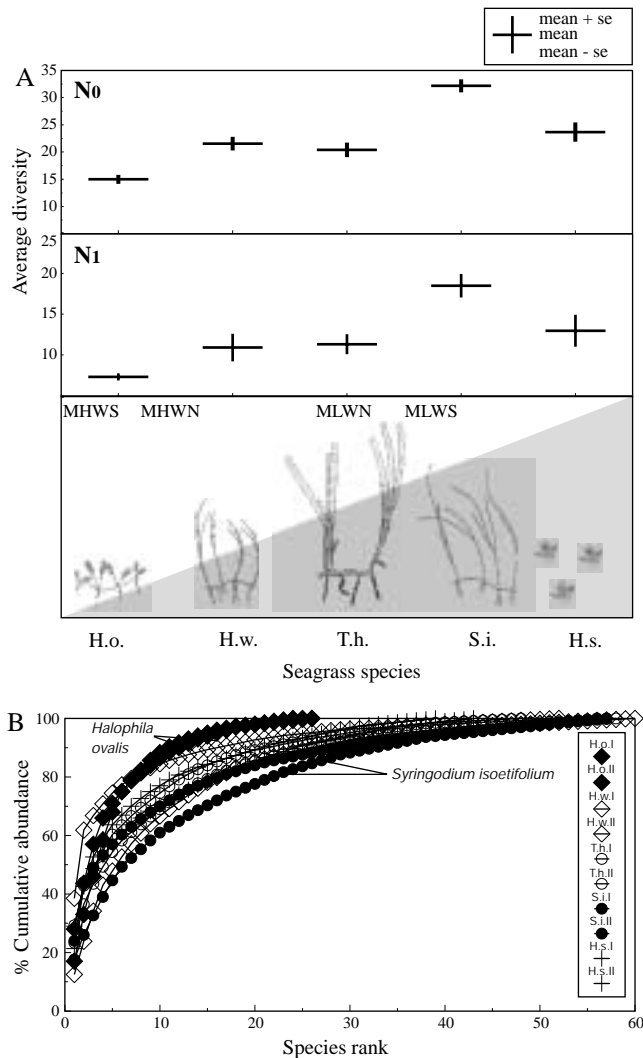 mean + se
mean
mean - se
A
N0
35
30
25
20
15
Average diversity
N1
25
20
15
10
MHWS MHWN MLWN MLWS
H.o. H.w. T.h. S.i. H.s.
Seagrass species
B
100
80
60
40
20
0
% Cumulative abundance
Halophila
ovalis
Syringodium isoetifolium
H.o.I
H.o.II
H.w.I
H.w.II
T.h.I
T.h.II
S.i.I
S.i.II
H.s.I
H.s.II
0 10 20 30 40 50 60
Species rank